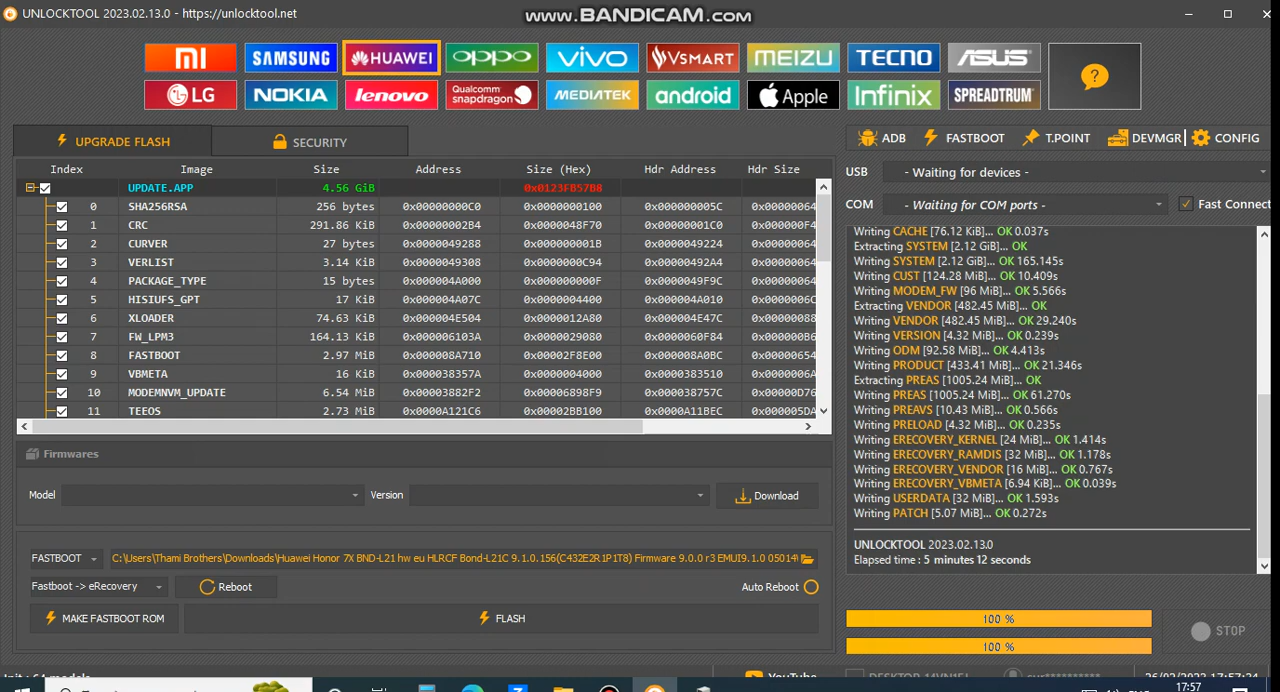 UNLOCKTOOL 2023.02.13.0 - https://unlocktool.net
www.BANDICAM.com
mi SAMSUNG HUAWEI oppo vivo VSMART MEIZU TECNO ASUS
LG NOKIA lenovo Qualcomm snapdragon MEDIATEK android Apple Infinix SPREADTRUM
?
UPGRADE FLASH SECURITY
ADB FASTBOOT T.POINT DEVMGR CONFIG
Index Image Size Address Size (Hex) Hdr Address Hdr Size
UPDATE.APP 4.56 GiB 0x0123FB57B8
0 SHA256RSA 256 bytes 0x00000000C0 0x0000000100 0x000000005C 0x00000064
1 CRC 291.86 KiB 0x00000002B4 0x0000048F70 0x00000001C0 0x000000F4
2 CURVER 27 bytes 0x0000049288 0x000000001B 0x0000049224 0x00000064
3 VERLIST 3.14 KiB 0x0000049308 0x0000000C94 0x00000492A4 0x00000064
4 PACKAGE_TYPE 15 bytes 0x000004A000 0x000000000F 0x0000049F9C 0x00000064
5 HISIUFS_GPT 17 KiB 0x000004A07C 0x0000004400 0x000004A010 0x0000006C
6 XLOADER 74.63 KiB 0x000004E504 0x0000012A80 0x000004E47C 0x00000088
7 FW_LPM3 164.13 KiB 0x000006103A 0x0000029080 0x0000060F84 0x000000B6
8 FASTBOOT 2.97 MiB 0x000008A710 0x00002F8E00 0x000008A0BC 0x00000654
9 VBMETA 16 KiB 0x000038357A 0x0000004000 0x0000383510 0x0000006A
10 MODEMNVM_UPDATE 6.54 MiB 0x00003882F2 0x00006898F9 0x000038757C 0x00000D76
11 TEEOS 2.73 MiB 0x0000A121C6 0x00002BB100 0x0000A11BEC 0x000005DA
Firmwares
Model Version Download
FASTBOOT C:\Users\Thami Brothers\Downloads\Huawei Honor 7X BND-L21 hw eu HLRCF Bond-L21C 9.1.0.156(C432E2R1P1T8) Firmware 9.0.0 r3 EMUI9.1.0 05014\
Fastboot -> eRecovery Reboot Auto Reboot
MAKE FASTBOOT ROM FLASH
USB - Waiting for devices -
COM - Waiting for COM ports - Fast Connect
Writing CACHE [76.12 KiB]... OK 0.037s
Extracting SYSTEM [2.12 GiB]... OK
Writing SYSTEM [2.12 GiB]... OK 165.145s
Writing CUST [124.28 MiB]... OK 10.409s
Writing MODEM_FW [96 MiB]... OK 5.566s
Extracting VENDOR [482.45 MiB]... OK
Writing VENDOR [482.45 MiB]... OK 29.240s
Writing VERSION [4.32 MiB]... OK 0.239s
Writing ODM [92.58 MiB]... OK 4.413s
Writing PRODUCT [433.41 MiB]... OK 21.346s
Extracting PREAS [1005.24 MiB]... OK
Writing PREAS [1005.24 MiB]... OK 61.270s
Writing PREAVS [10.43 MiB]... OK 0.566s
Writing PRELOAD [4.32 MiB]... OK 0.235s
Writing ERECOVERY_KERNEL [24 MiB]... OK 1.414s
Writing ERECOVERY_RAMDIS [32 MiB]... OK 1.178s
Writing ERECOVERY_VENDOR [16 MiB]... OK 0.767s
Writing ERECOVERY_VBMETA [6.94 KiB]... OK 0.039s
Writing USERDATA [32 MiB]... OK 1.593s
Writing PATCH [5.07 MiB]... OK 0.272s
UNLOCKTOOL 2023.02.13.0
Elapsed time : 5 minutes 12 seconds
100 %
100 %
STOP
YouTube
17:57